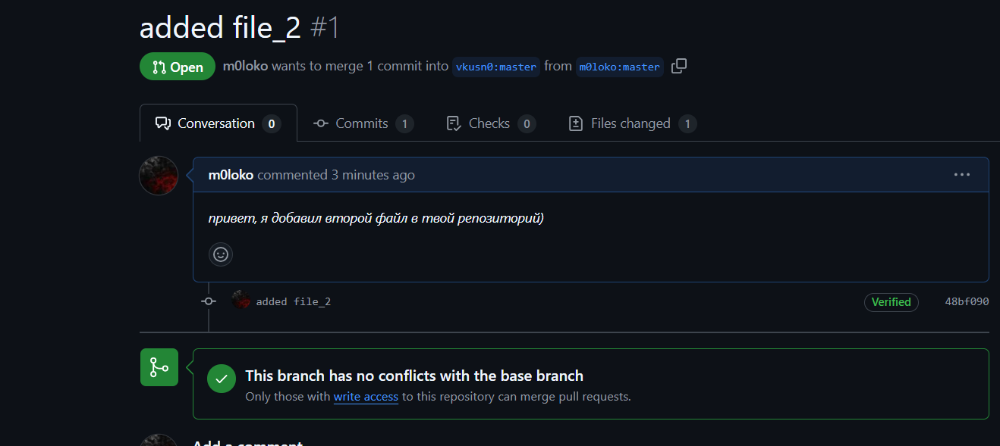 added file_2 #1
Open m0loko wants to merge 1 commit into vkusn0:master from m0loko:master
Conversation 0 Commits 1 Checks 0 Files changed 1
m0loko commented 3 minutes ago
привет, я добавил второй файл в твой репозиторий)
added file_2 Verified 48bf090
This branch has no conflicts with the base branch
Only those with write access to this repository can merge pull requests.
Add a comment